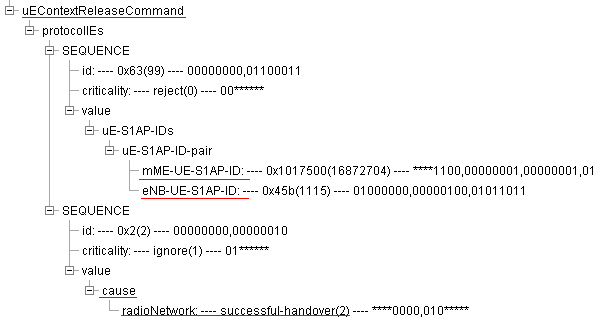 uEContextReleaseCommand
protocolIEs
SEQUENCE
id: ---- 0x63(99) ---- 00000000,01100011
criticality: ---- reject(0) ---- 00******
value
uE-S1AP-IDs
uE-S1AP-ID-pair
mME-UE-S1AP-ID: ---- 0x1017500(16872704) ---- ****1100,00000001,00000001,01
eNB-UE-S1AP-ID: ---- 0x45b(1115) ---- 01000000,00000100,01011011
SEQUENCE
id: ---- 0x2(2) ---- 00000000,00000010
criticality: ---- ignore(1) ---- 01******
value
cause
radioNetwork: ---- successful-handover(2) ---- ****0000,010*****